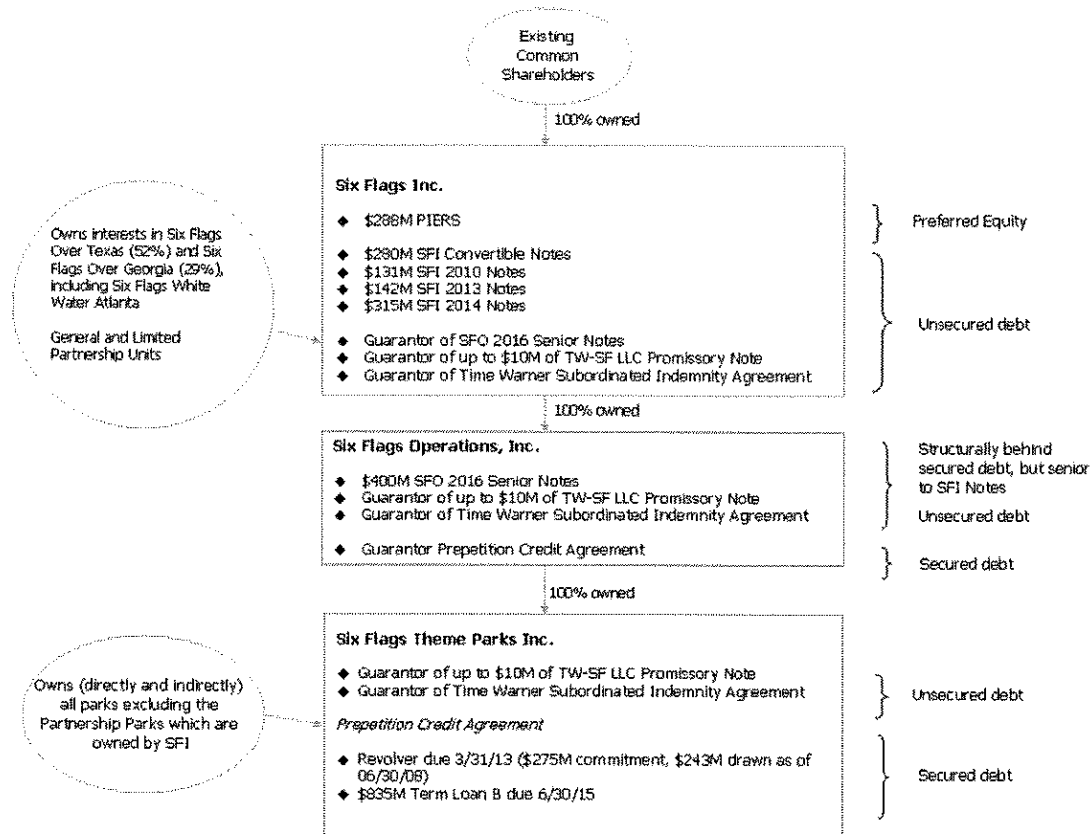 Existing
Common
Shareholders
100% owned
Six Flags Inc.
◆ $288M PIERS
Preferred Equity
◆ $280M SFI Convertible Notes
◆ $131M SFI 2010 Notes
◆ $142M SFI 2013 Notes
◆ $315M SFI 2014 Notes
◆ Guarantor of SFO 2016 Senior Notes
◆ Guarantor of up to $10M of TW-SF LLC Promissory Note
◆ Guarantor of Time Warner Subordinated Indemnity Agreement
Unsecured debt
Owns interests in Six Flags
Over Texas (52%) and Six
Flags Over Georgia (29%),
including Six Flags White
Water Atlanta
General and Limited
Partnership Units
100% owned
Six Flags Operations, Inc.
◆ $400M SFO 2016 Senior Notes
◆ Guarantor of up to $10M of TW-SF LLC Promissory Note
◆ Guarantor of Time Warner Subordinated Indemnity Agreement
◆ Guarantor Prepetition Credit Agreement
Structurally behind
secured debt, but senior
to SFI Notes
Unsecured debt
Secured debt
100% owned
Six Flags Theme Parks Inc.
◆ Guarantor of up to $10M of TW-SF LLC Promissory Note
◆ Guarantor of Time Warner Subordinated Indemnity Agreement
Unsecured debt
Prepetition Credit Agreement
◆ Revolver due 3/31/13 ($275M commitment, $243M drawn as of
06/30/08)
◆ $835M Term Loan B due 6/30/15
Secured debt
Owns (directly and indirectly)
all parks excluding the
Partnership Parks which are
owned by SFI